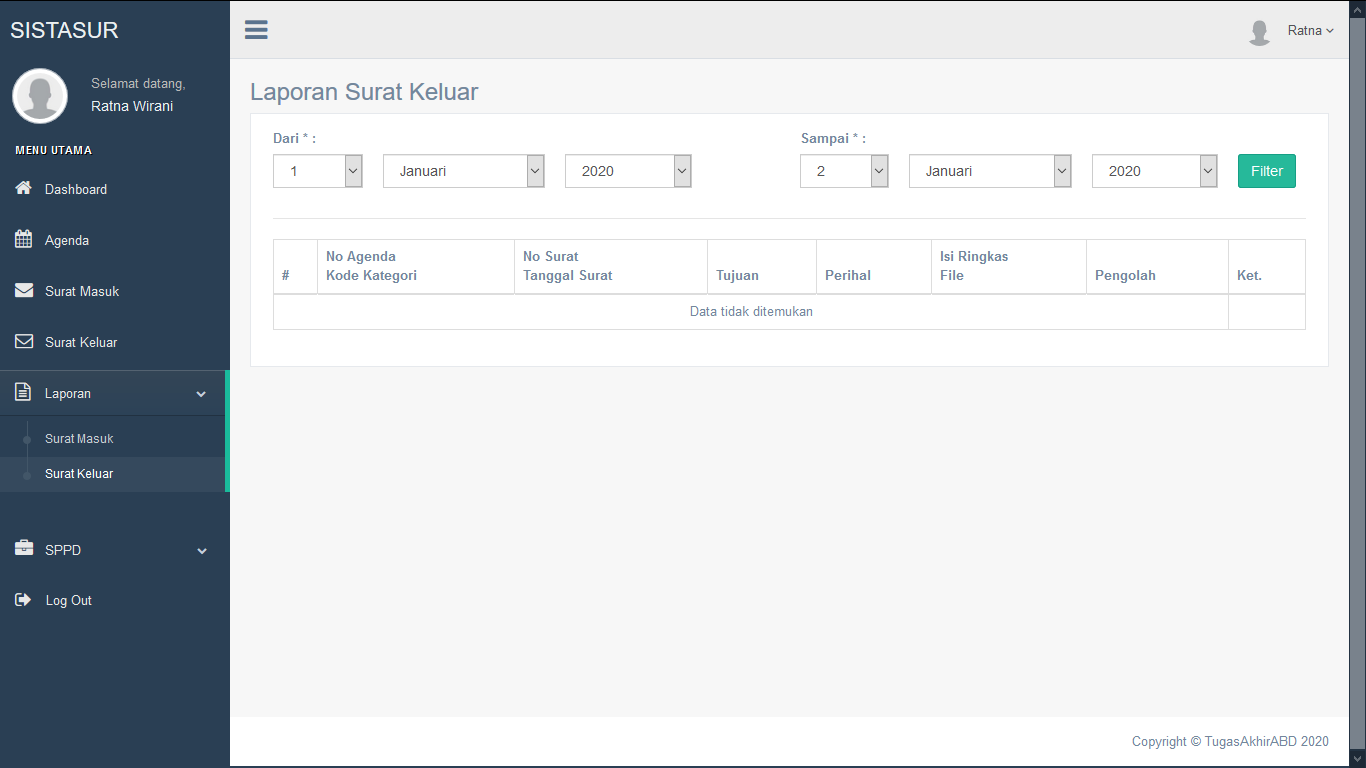 SISTASUR
Ratna
Selamat datang,
Ratna Wirani
MENU UTAMA
Dashboard
Agenda
Surat Masuk
Surat Keluar
Laporan
Surat Masuk
Surat Keluar
SPPD
Log Out
Laporan Surat Keluar
Dari * :
Sampai * :
1 Januari 2020 2 Januari 2020 Filter
# No Agenda Kode Kategori No Surat Tanggal Surat Tujuan Perihal Isi Ringkas File Pengolah Ket.
Data tidak ditemukan
Copyright © TugasAkhirABD 2020